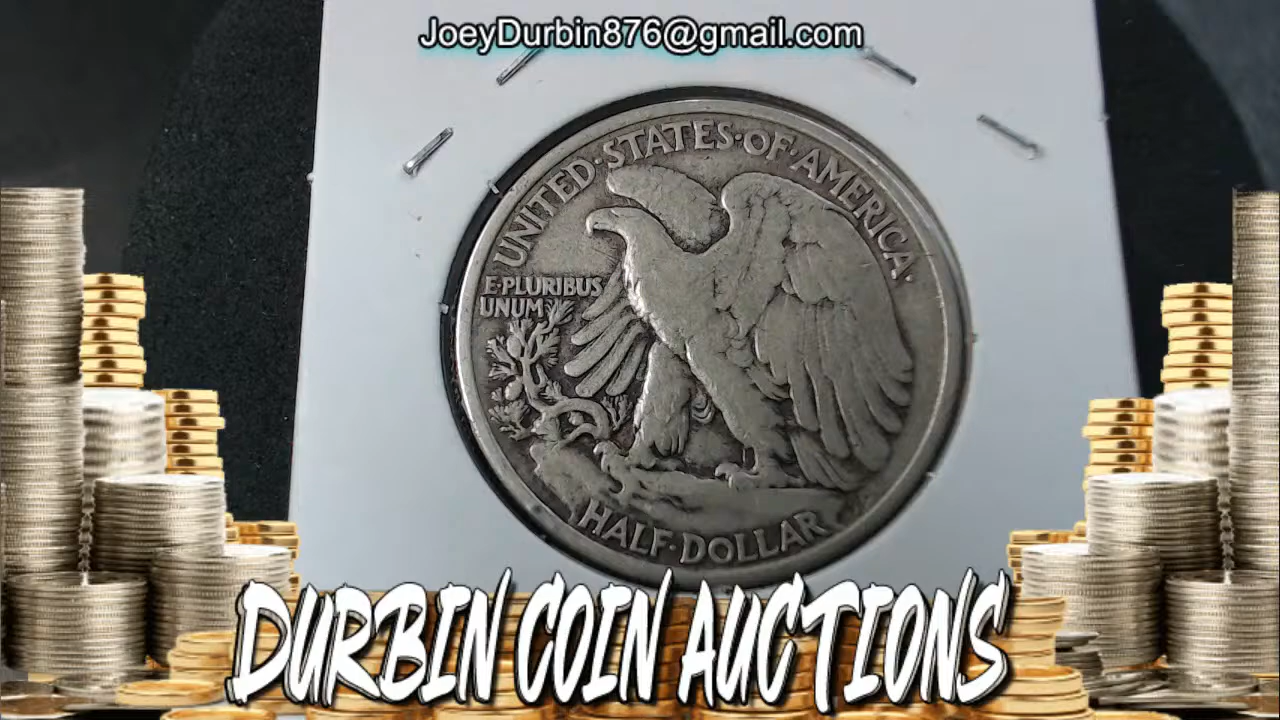 JoeyDurbin876@gmail.com
UNITED·STATES·OF·AMERICA·
E·PLURIBUS
UNUM
HALF·DOLLAR
DURBIN COIN AUCTIONS